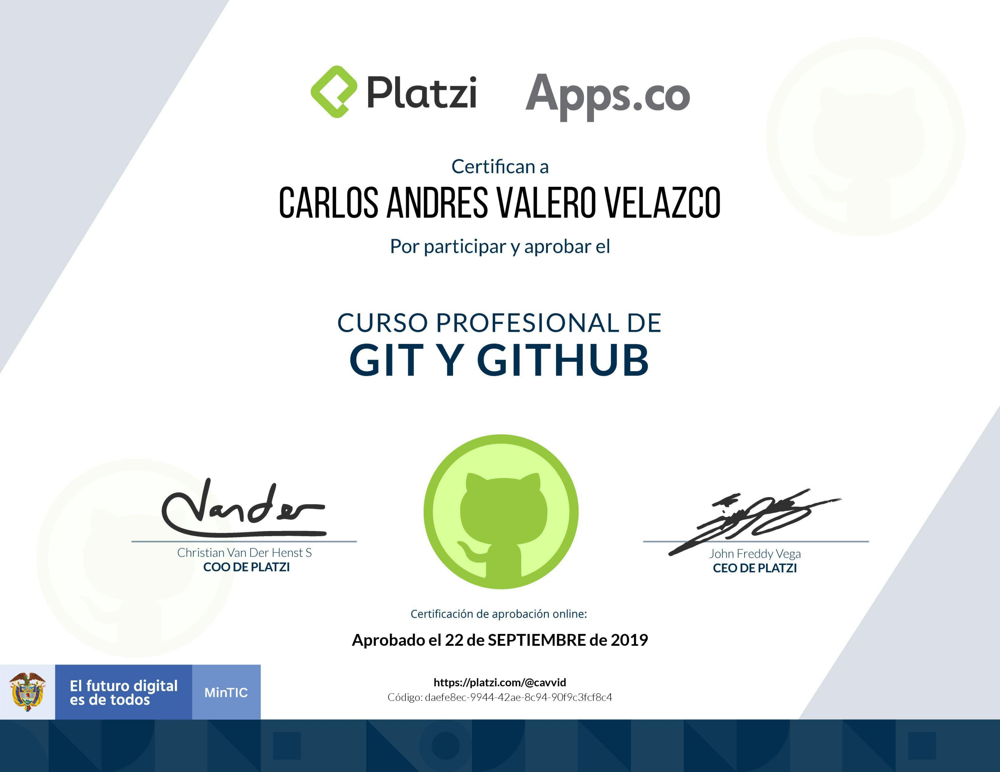 Platzi Apps.co
Certifican a
CARLOS ANDRES VALERO VELAZCO
Por participar y aprobar el
CURSO PROFESIONAL DE
GIT Y GITHUB
Vander
Christian Van Der Henst S
COO DE PLATZI
John Freddy Vega
CEO DE PLATZI
Certificación de aprobación online:
Aprobado el 22 de SEPTIEMBRE de 2019
El futuro digital
es de todos
MinTIC
https://platzi.com/@cavvid
Código: daefe8ec-9944-42ae-8c94-90f9c3fcf8c4